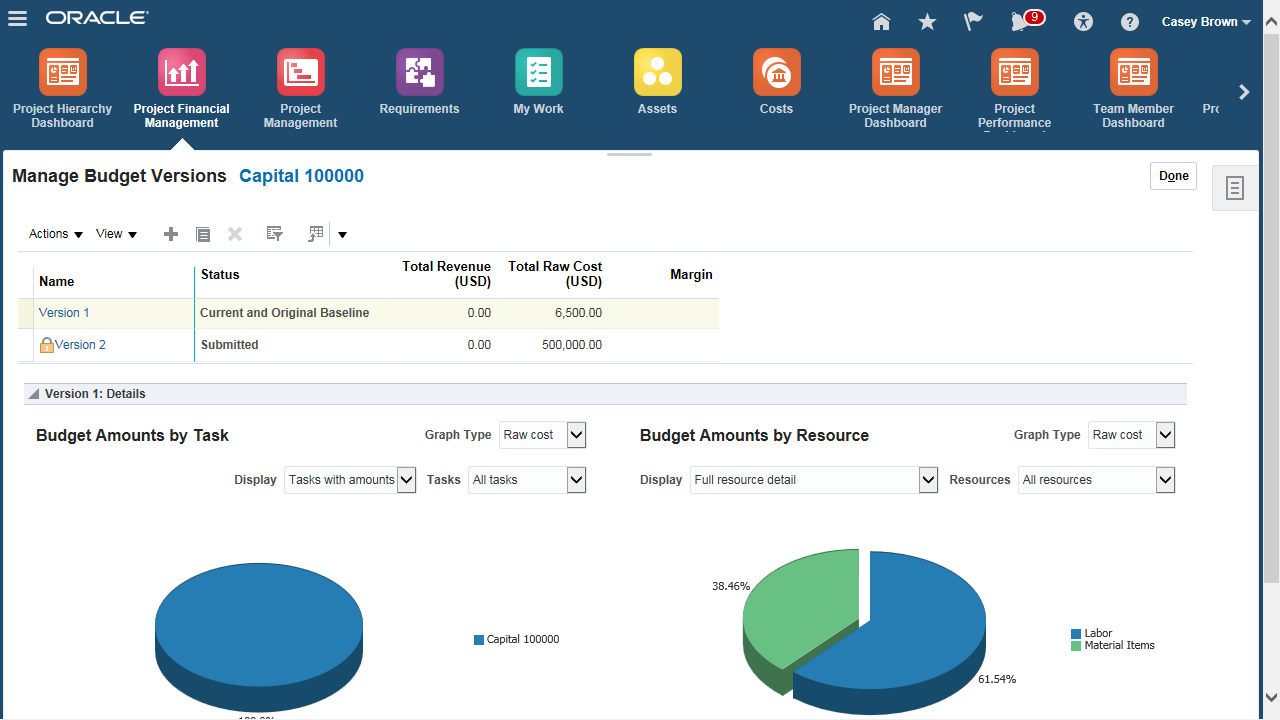 ORACLE
9
Casey Brown
Project Hierarchy
Dashboard
Project Financial
Management
Project
Management
Requirements
My Work
Assets
Costs
Project Manager
Dashboard
Project
Performance
Team Member
Dashboard
Manage Budget Versions Capital 100000
Done
Actions View
Name Status Total Revenue (USD) Total Raw Cost (USD) Margin
Version 1 Current and Original Baseline 0.00 6,500.00
Version 2 Submitted 0.00 500,000.00
Version 1: Details
Budget Amounts by Task Graph Type Raw cost
Display Tasks with amounts Tasks All tasks
Capital 100000
Budget Amounts by Resource Graph Type Raw cost
Display Full resource detail Resources All resources
38.46%
Labor
Material Items
61.54%